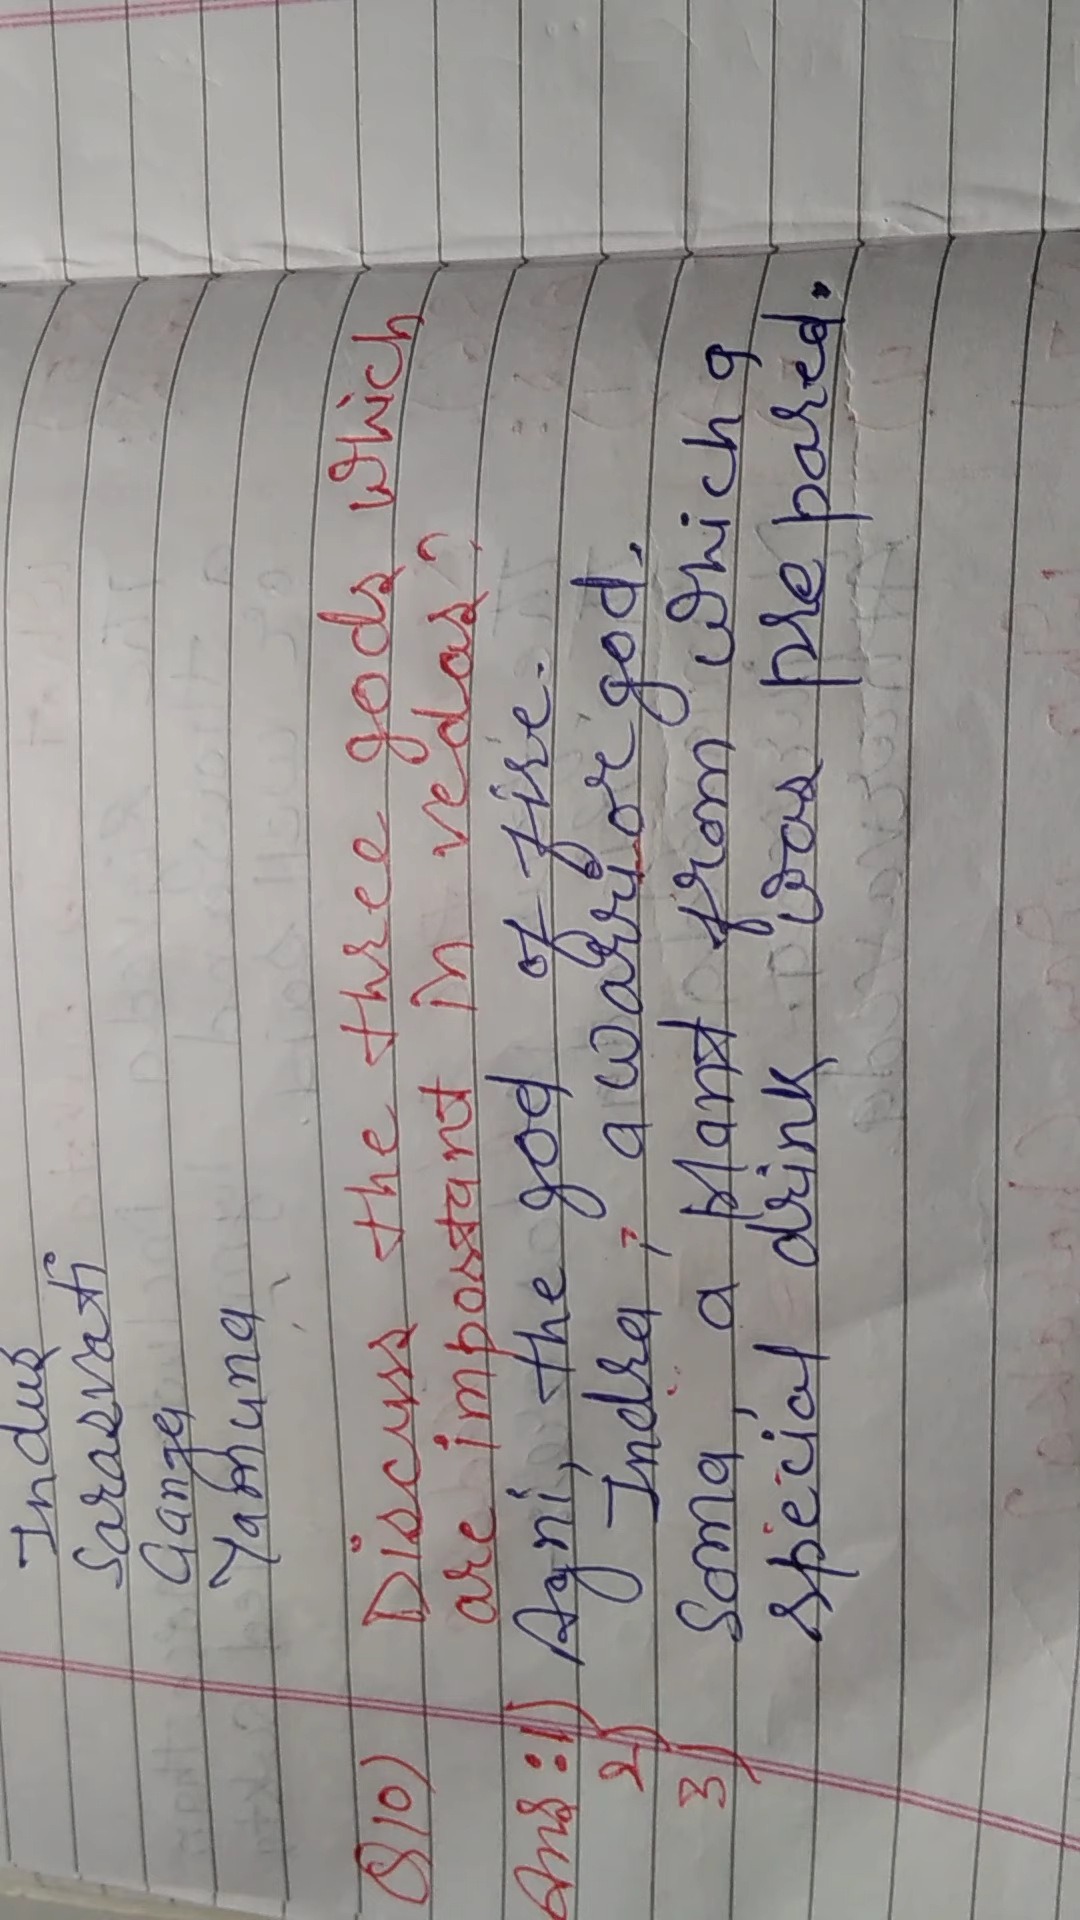 Indus
Sarasvati
Ganga
Yamuna
Q10) Discuss the three gods which
are important in vedas?
Ans:1) Agni, the god of fire.
2) Indra, a warrior god.
3) Soma, a plant from which a
special drink was prepared.